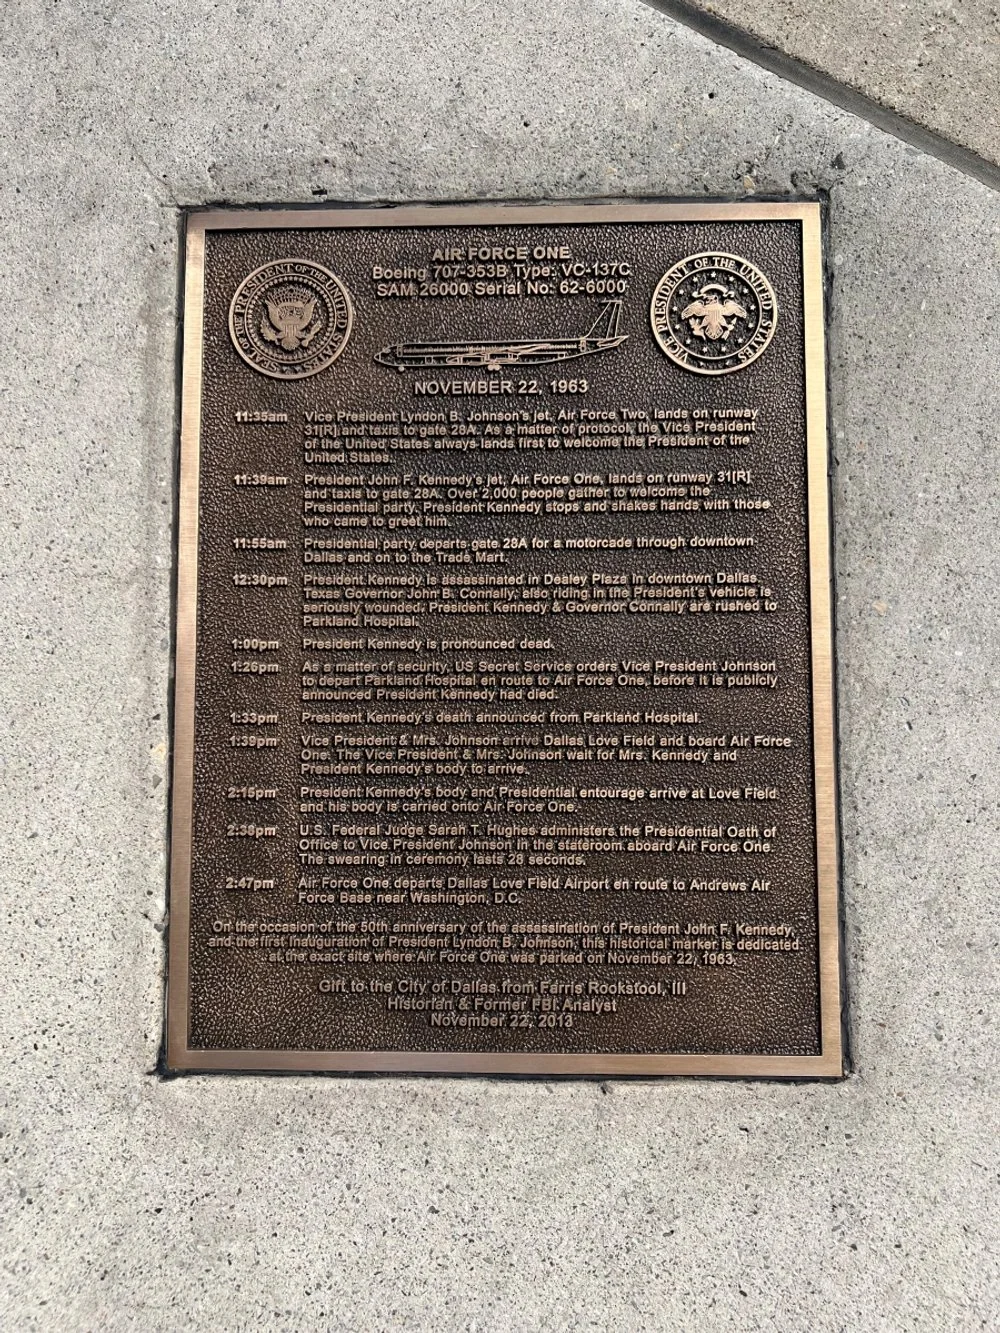 AIR FORCE ONE
Boeing 707-353B Type: VC-137C
SAM 26000 Serial No: 62-6000
SEAL OF THE PRESIDENT OF THE UNITED STATES
VICE PRESIDENT OF THE UNITED STATES
NOVEMBER 22, 1963
11:35am Vice President Lyndon B. Johnson's jet, Air Force Two, lands on runway
31[R] and taxis to gate 28A. As a matter of protocol, the Vice President
of the United States always lands first to welcome the President of the
United States.
11:39am President John F. Kennedy's jet, Air Force One, lands on runway 31[R]
and taxis to gate 28A. Over 2,000 people gather to welcome the
Presidential party. President Kennedy stops and shakes hands with those
who came to greet him.
11:55am Presidential party departs gate 28A for a motorcade through downtown
Dallas and on to the Trade Mart.
12:30pm President Kennedy is assassinated in Dealey Plaza in downtown Dallas.
Texas Governor John B. Connally, also riding in the President's vehicle is
seriously wounded. President Kennedy & Governor Connally are rushed to
Parkland Hospital.
1:00pm President Kennedy is pronounced dead.
1:26pm As a matter of security, US Secret Service orders Vice President Johnson
to depart Parkland Hospital en route to Air Force One, before it is publicly
announced President Kennedy had died.
1:33pm President Kennedy's death announced from Parkland Hospital.
1:39pm Vice President & Mrs. Johnson arrive Dallas Love Field and board Air Force
One. The Vice President & Mrs. Johnson wait for Mrs. Kennedy and
President Kennedy's body to arrive.
2:15pm President Kennedy's body and Presidential entourage arrive at Love Field
and his body is carried onto Air Force One.
2:38pm U.S. Federal Judge Sarah T. Hughes administers the Presidential Oath of
Office to Vice President Johnson in the stateroom aboard Air Force One.
The swearing in ceremony lasts 28 seconds.
2:47pm Air Force One departs Dallas Love Field Airport en route to Andrews Air
Force Base near Washington, D.C.
On the occasion of the 50th anniversary of the assassination of President John F. Kennedy,
and the first inauguration of President Lyndon B. Johnson, this historical marker is dedicated
at the exact site where Air Force One was parked on November 22, 1963.
Gift to the City of Dallas from Farris Rookstool, III
Historian & Former FBI Analyst
November 22, 2013